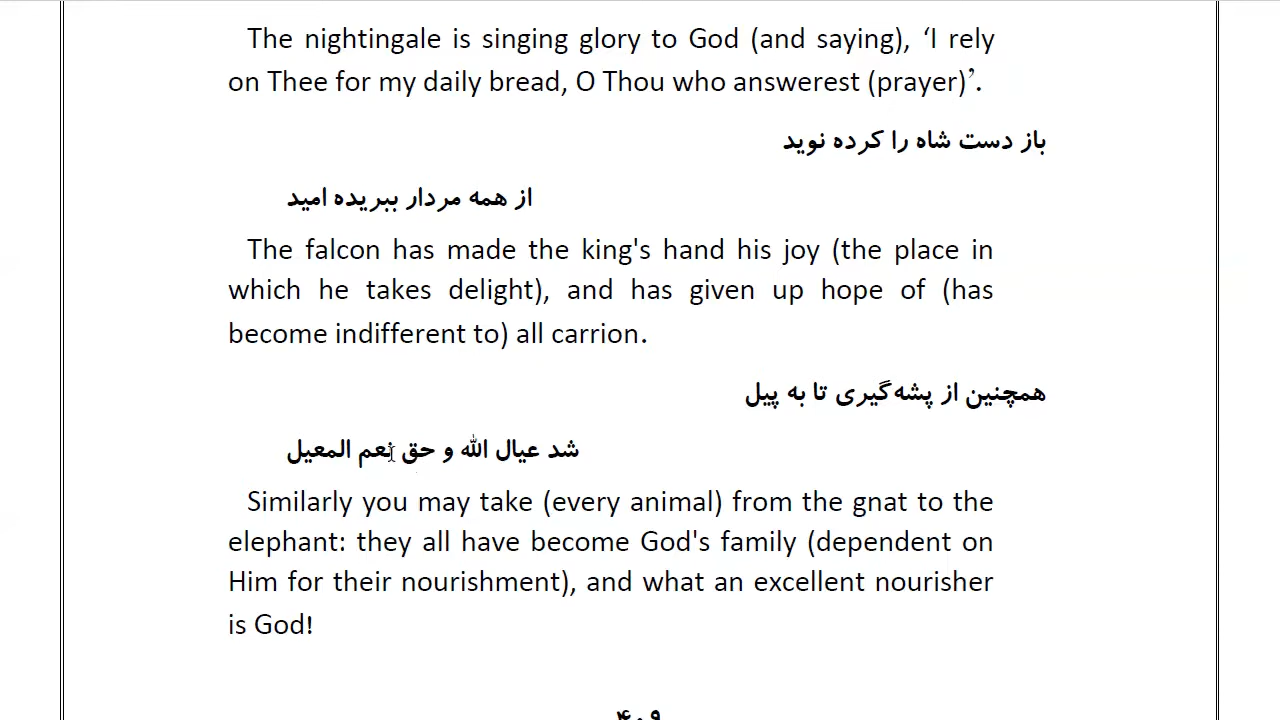 The nightingale is singing glory to God (and saying), ‘I rely
on Thee for my daily bread, O Thou who answerest (prayer)’.
باز دست شاه را کرده نوید
از همه مردار ببریده امید
The falcon has made the king's hand his joy (the place in
which he takes delight), and has given up hope of (has
become indifferent to) all carrion.
همچنین از پشه‌گیری تا به پیل
شد عیال الله و حق نعم المعیل
Similarly you may take (every animal) from the gnat to the
elephant: they all have become God's family (dependent on
Him for their nourishment), and what an excellent nourisher
is God!
۴۰۹